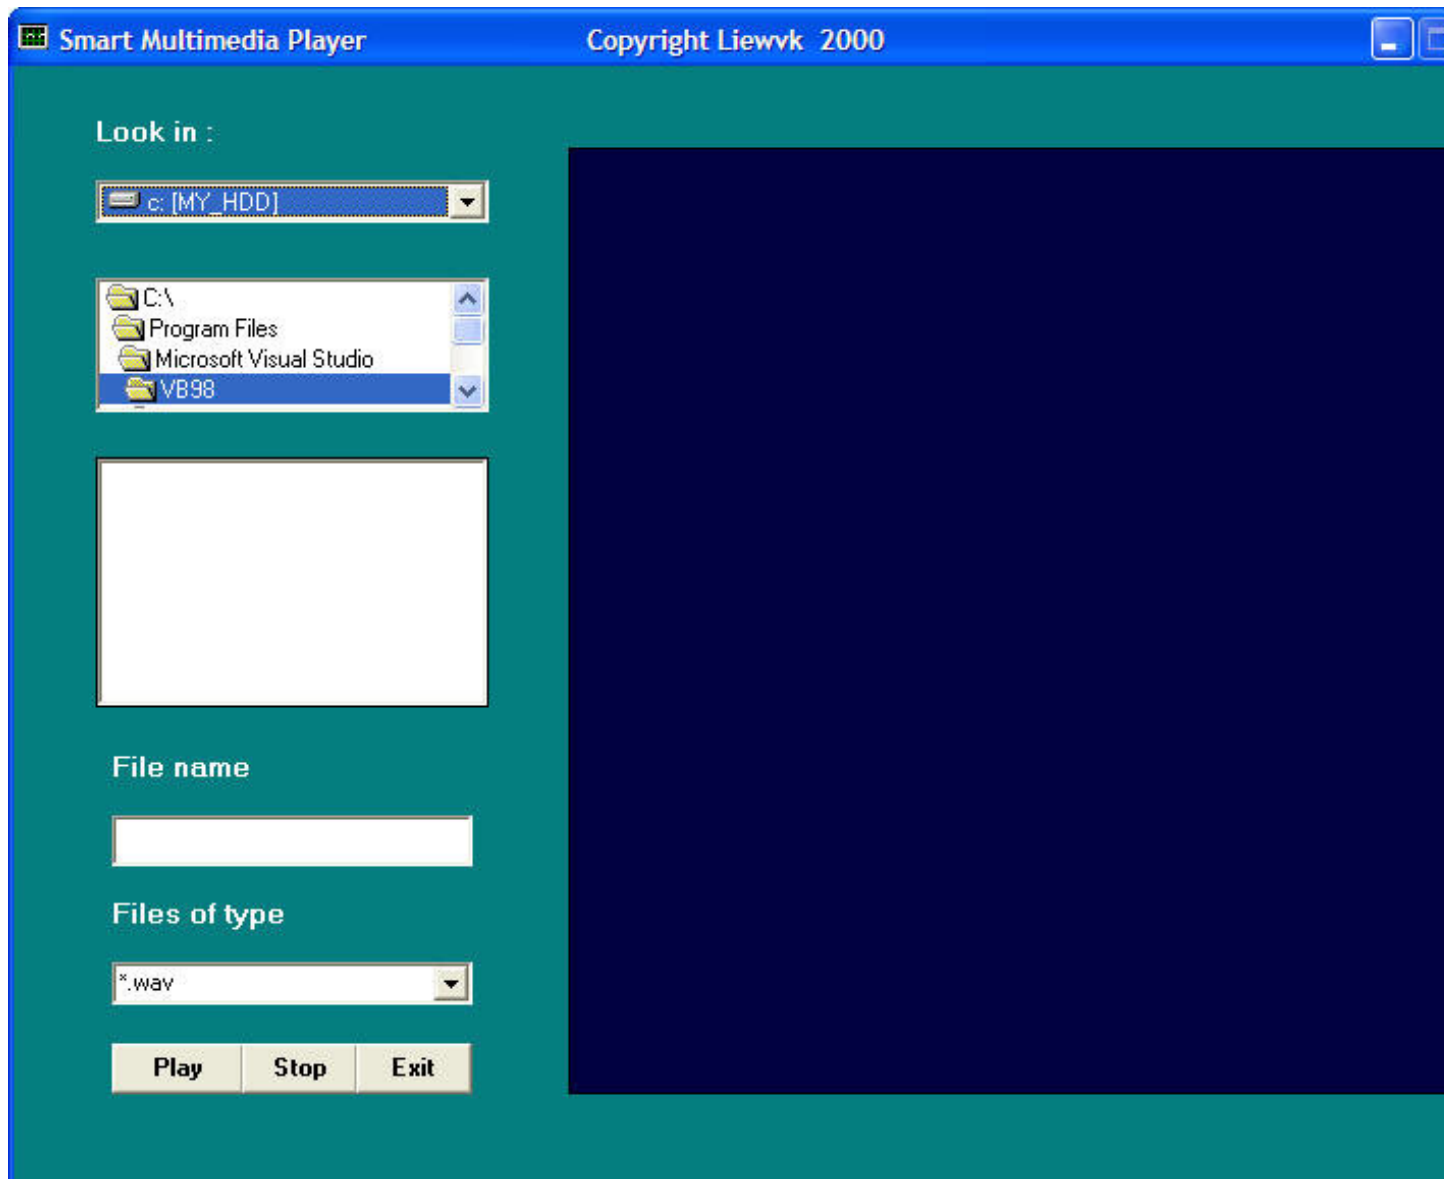 Smart Multimedia Player Copyright Liewvk 2000
Look in :
c: [MY_HDD]
C:\
Program Files
Microsoft Visual Studio
VB98
File name
Files of type
*.wav
Play Stop Exit